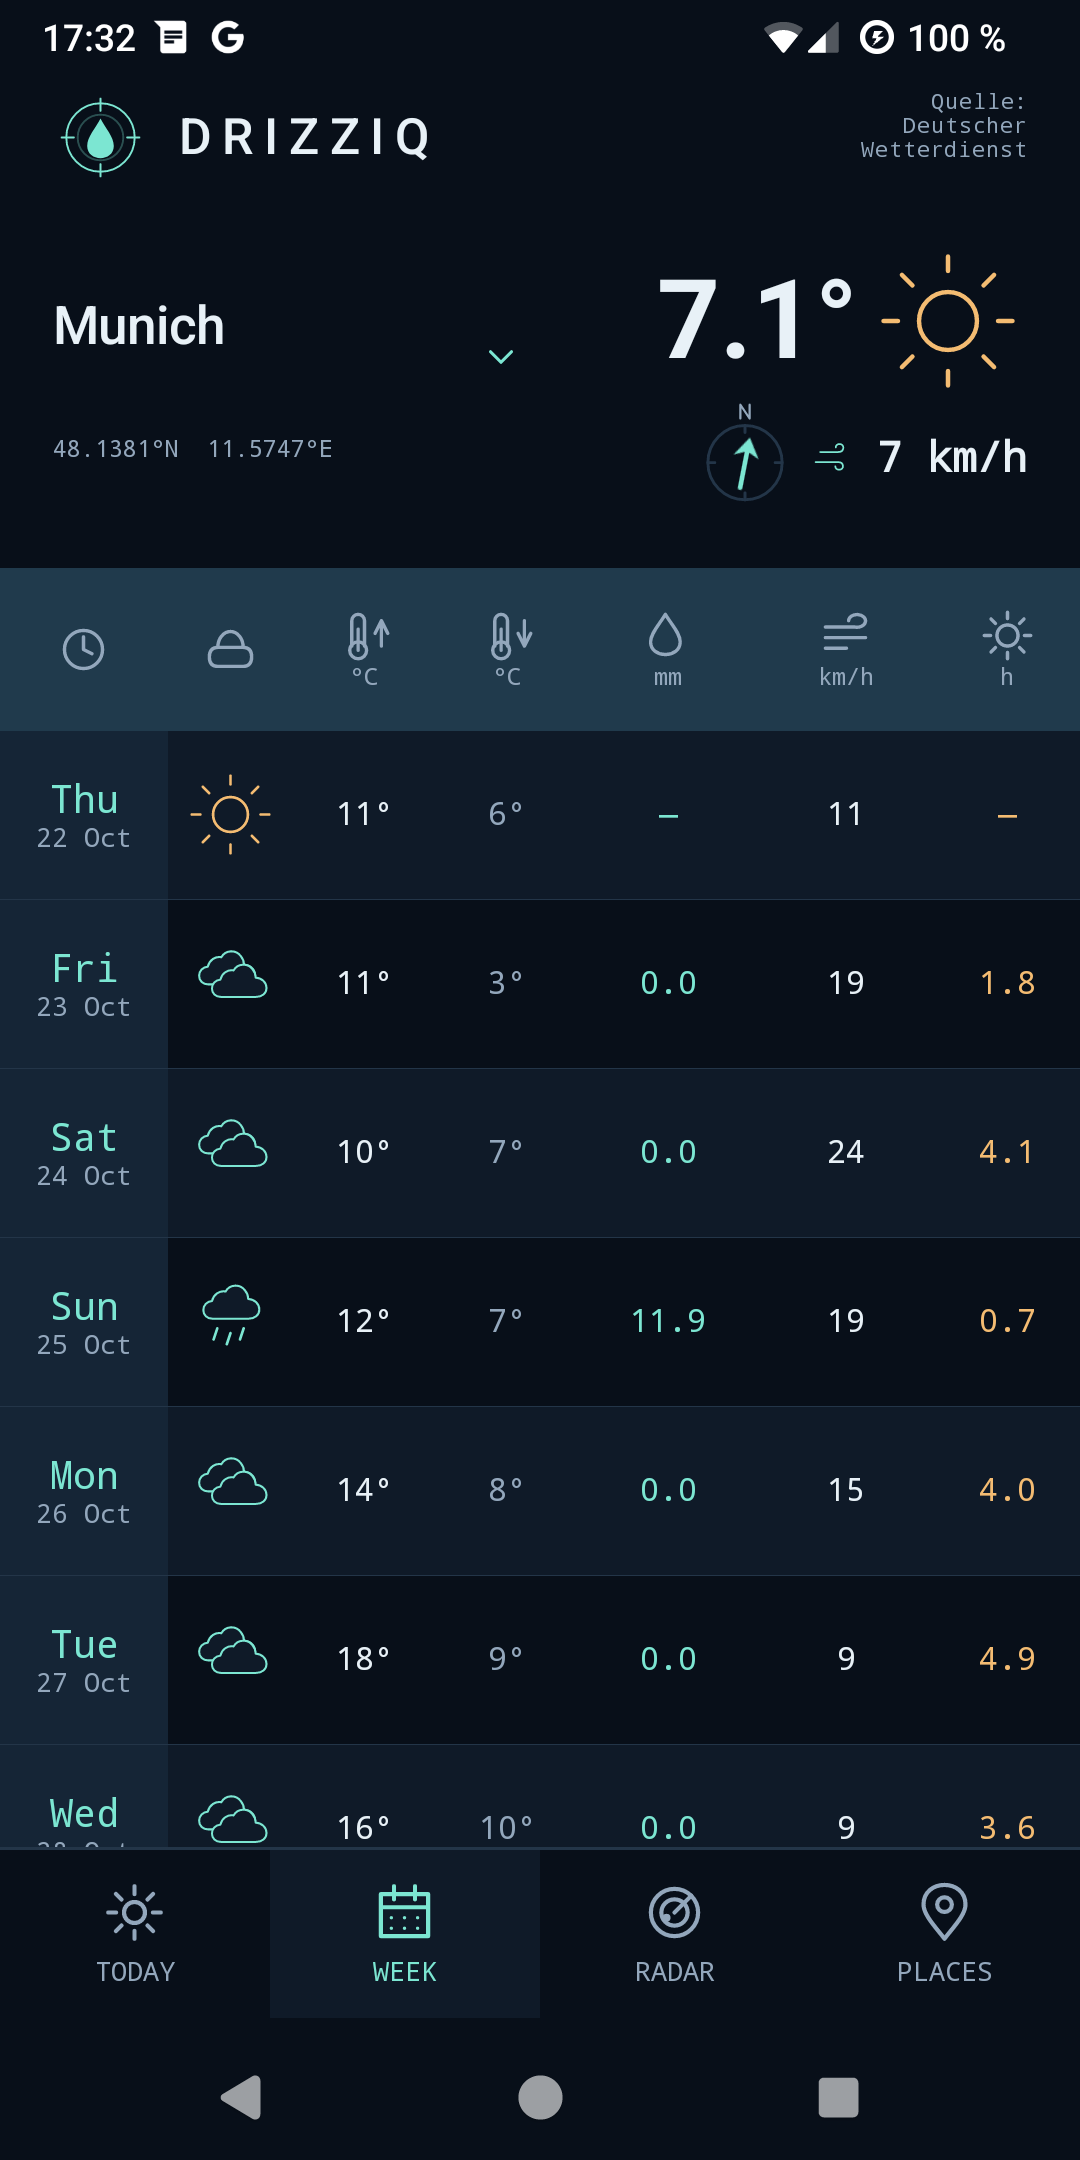 17:32 100 %
DRIZZIQ
Quelle:
Deutscher
Wetterdienst
Munich
7.1°
48.1381°N 11.5747°E
N
7 km/h
°C °C mm km/h h
Thu
22 Oct
11° 6° – 11 –
Fri
23 Oct
11° 3° 0.0 19 1.8
Sat
24 Oct
10° 7° 0.0 24 4.1
Sun
25 Oct
12° 7° 11.9 19 0.7
Mon
26 Oct
14° 8° 0.0 15 4.0
Tue
27 Oct
18° 9° 0.0 9 4.9
Wed
16° 10° 0.0 9 3.6
TODAY WEEK RADAR PLACES